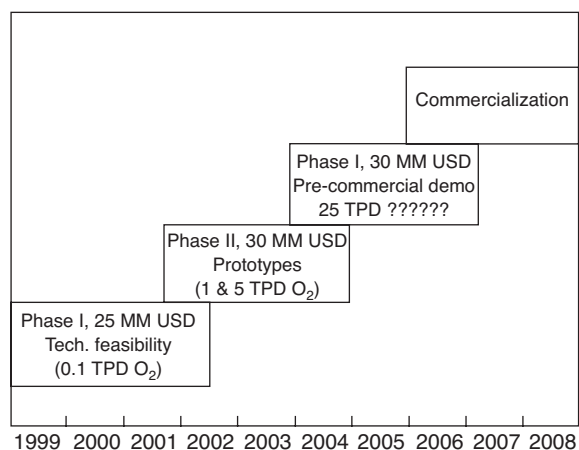 Commercialization
Phase I, 30 MM USD
Pre-commercial demo
25 TPD ??????
Phase II, 30 MM USD
Prototypes
(1 & 5 TPD O₂)
Phase I, 25 MM USD
Tech. feasibility
(0.1 TPD O₂)
1999 2000 2001 2002 2003 2004 2005 2006 2007 2008